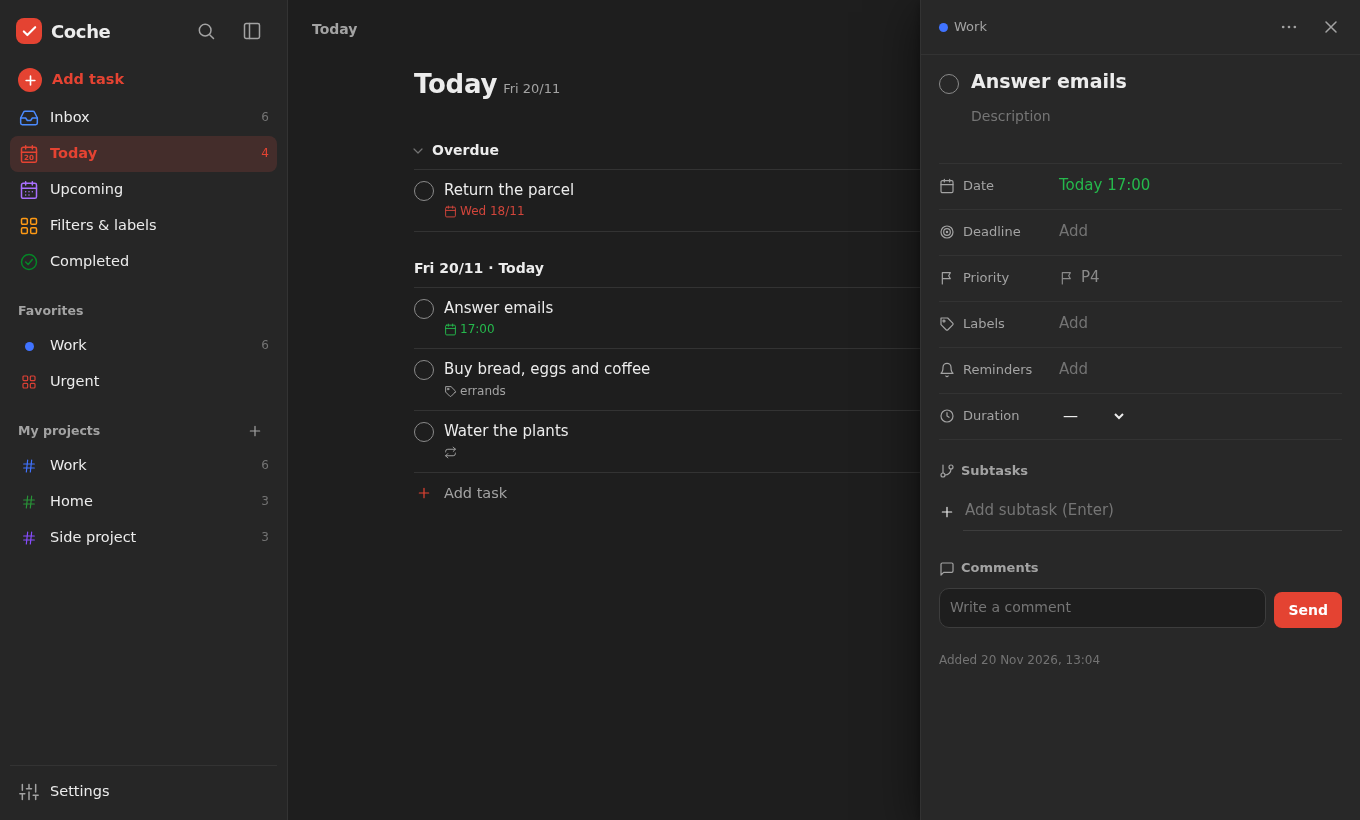 Coche
Add task
Inbox 6
20 Today 4
Upcoming
Filters & labels
Completed
Favorites
Work 6
Urgent
My projects
Work 6
Home 3
Side project 3
Settings
Today
Today Fri 20/11
Overdue
Return the parcel
Wed 18/11
Fri 20/11 · Today
Answer emails
17:00
Buy bread, eggs and coffee
errands
Water the plants
Add task
Work
Answer emails
Description
Date Today 17:00
Deadline Add
Priority P4
Labels Add
Reminders Add
Duration —
Subtasks
Add subtask (Enter)
Comments
Write a comment Send
Added 20 Nov 2026, 13:04